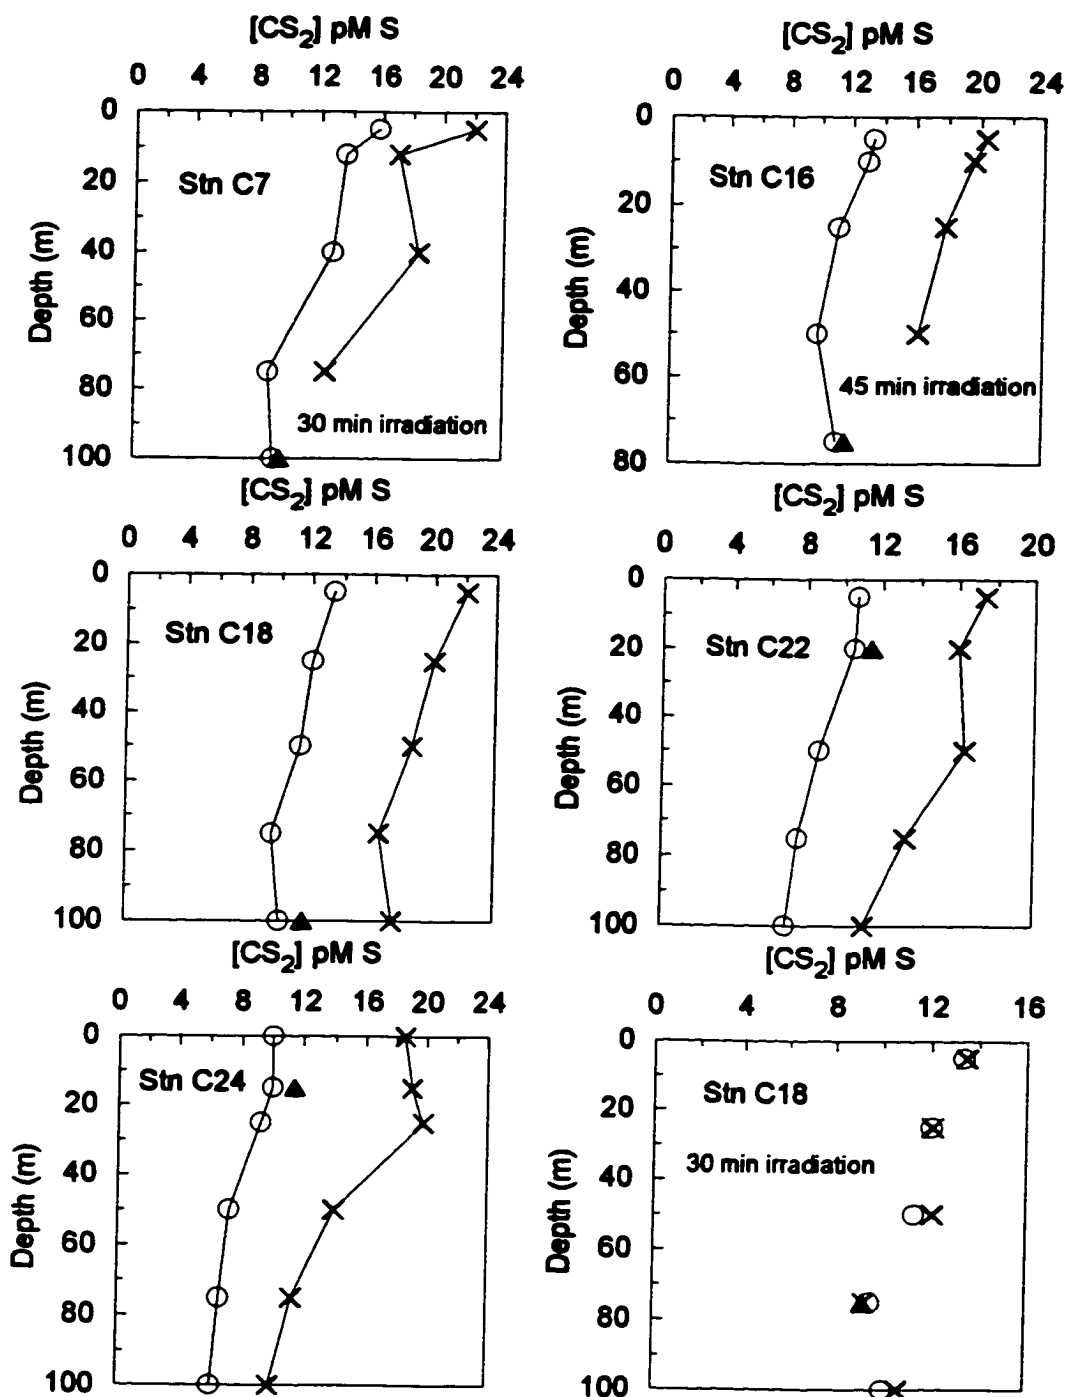 [CS2] pM S
0 4 8 12 16 20 24
0
20
40
60
80
100
Depth (m)
Stn C7
30 min irradiation
[CS2] pM S
0 4 8 12 16 20 24
0
20
40
60
80
Depth (m)
Stn C16
45 min irradiation
[CS2] pM S
0 4 8 12 16 20 24
0
20
40
60
80
100
Depth (m)
Stn C18
[CS2] pM S
0 4 8 12 16 20
0
20
40
60
80
100
Depth (m)
Stn C22
[CS2] pM S
0 4 8 12 16 20 24
0
20
40
60
80
100
Depth (m)
Stn C24
[CS2] pM S
0 4 8 12 16
0
20
40
60
80
100
Depth (m)
Stn C18
30 min irradiation